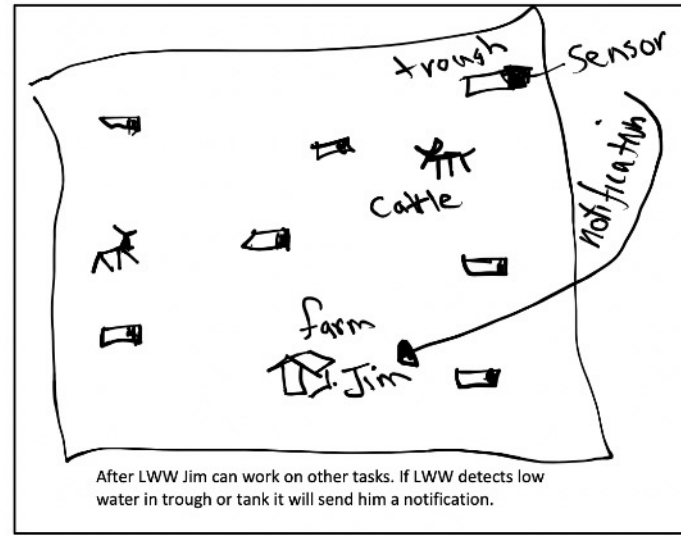 trough
Sensor
notification
Cattle
farm
Jim
After LWW Jim can work on other tasks. If LWW detects low
water in trough or tank it will send him a notification.